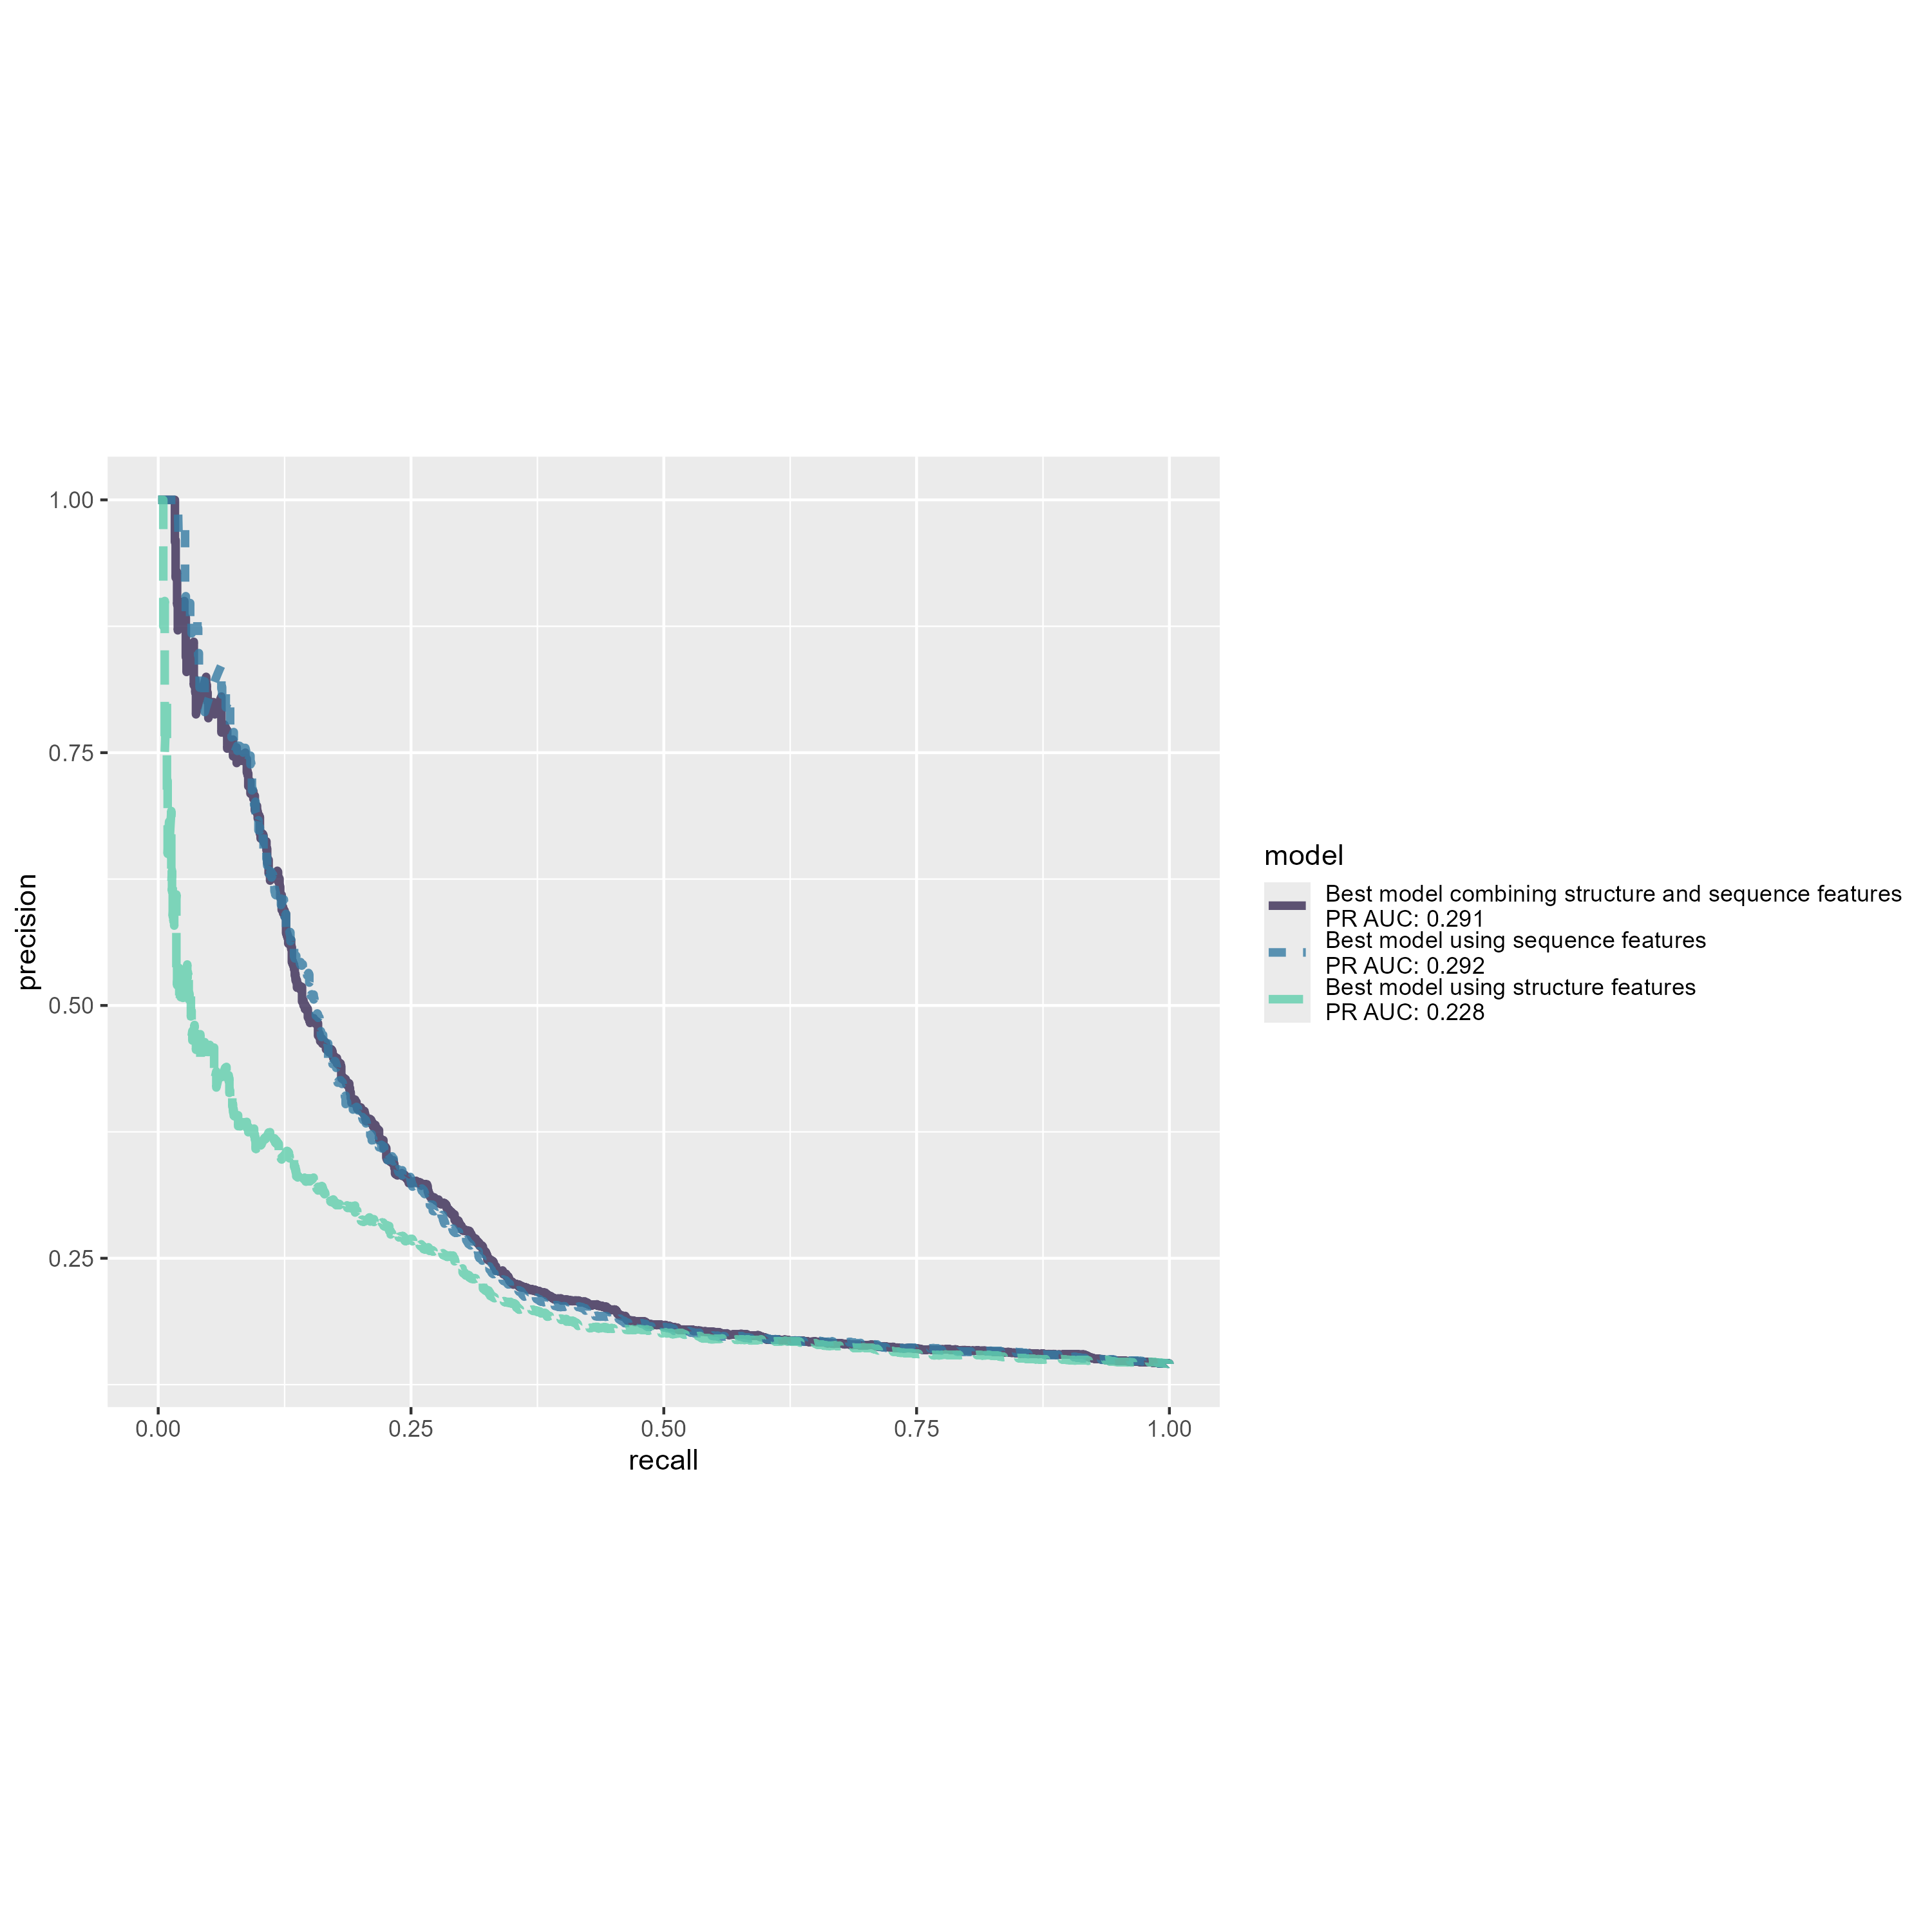 1.00
0.75
0.50
0.25
precision
0.00
0.25
0.50
0.75
1.00
recall
model
Best model combining structure and sequence features
PR AUC: 0.291
Best model using sequence features
PR AUC: 0.292
Best model using structure features
PR AUC: 0.228